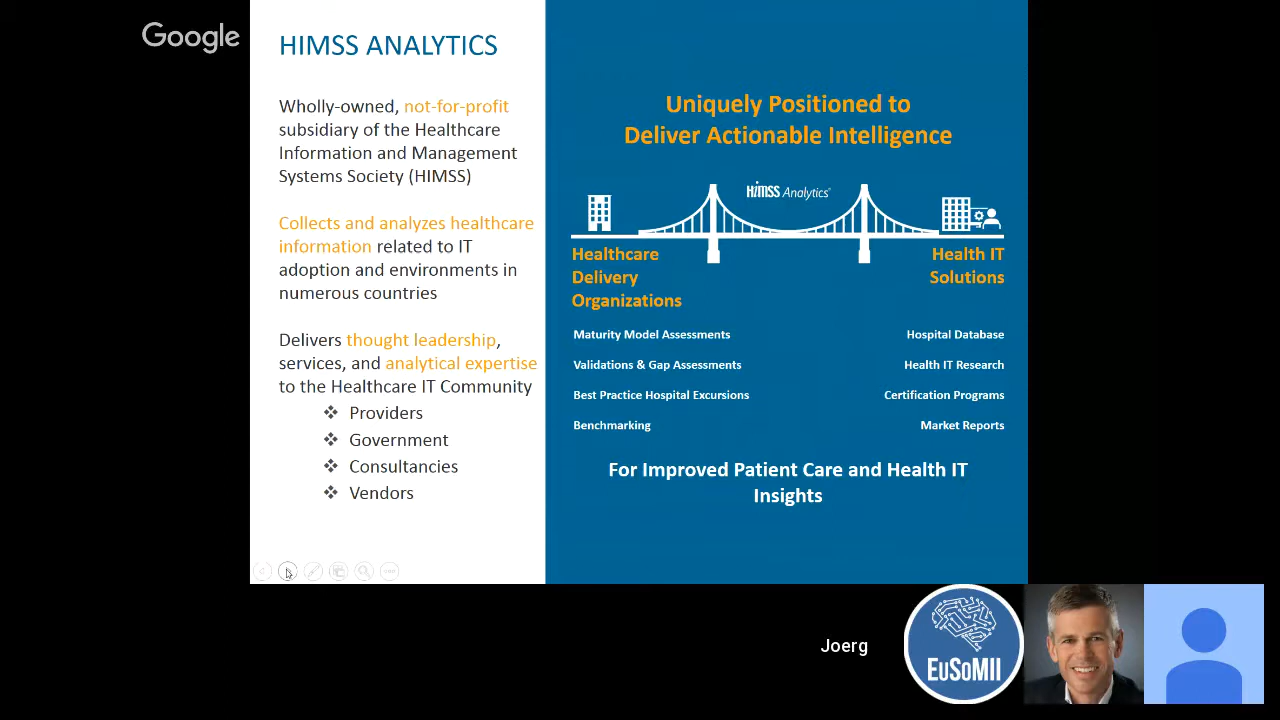 Google
HIMSS ANALYTICS
Wholly-owned, not-for-profit
subsidiary of the Healthcare
Information and Management
Systems Society (HIMSS)
Collects and analyzes healthcare
information related to IT
adoption and environments in
numerous countries
Delivers thought leadership,
services, and analytical expertise
to the Healthcare IT Community
❖ Providers
❖ Government
❖ Consultancies
❖ Vendors
Uniquely Positioned to
Deliver Actionable Intelligence
HiMSS Analytics
Healthcare
Delivery
Organizations
Maturity Model Assessments
Validations & Gap Assessments
Best Practice Hospital Excursions
Benchmarking
Health IT
Solutions
Hospital Database
Health IT Research
Certification Programs
Market Reports
For Improved Patient Care and Health IT
Insights
Joerg
EuSoMII